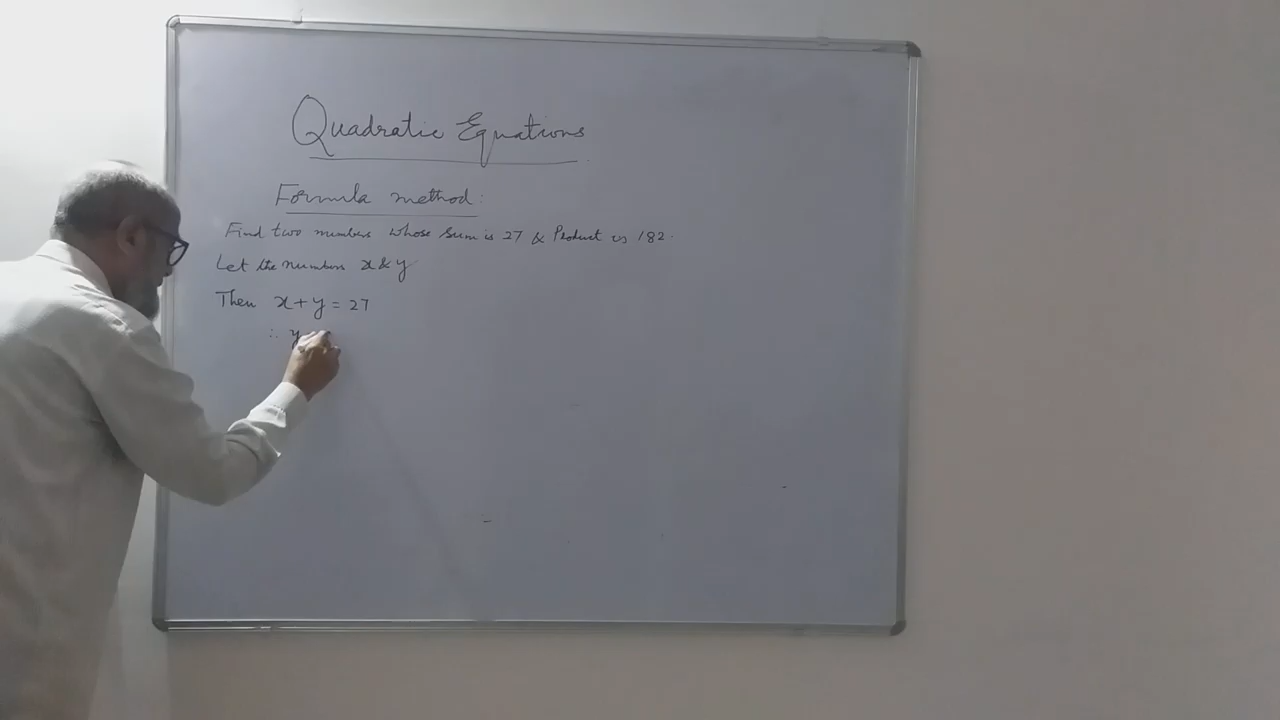 Quadratic Equations
Formula method:
Find two numbers whose sum is 27 & Product is 182.
Let the numbers x & y
Then x + y = 27
∴ y